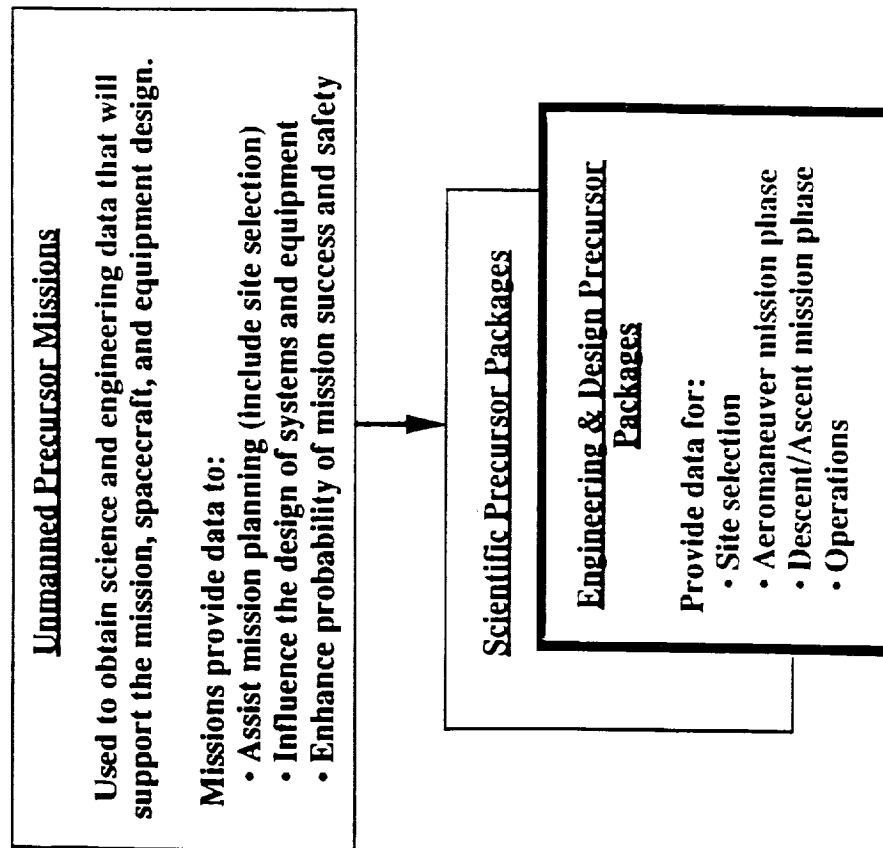 Unmanned Precursor Missions
Used to obtain science and engineering data that will
support the mission, spacecraft, and equipment design.
Missions provide data to:
• Assist mission planning (include site selection)
• Influence the design of systems and equipment
• Enhance probability of mission success and safety
Scientific Precursor Packages
Engineering & Design Precursor
Packages
Provide data for:
• Site selection
• Aeromaneuver mission phase
• Descent/Ascent mission phase
• Operations